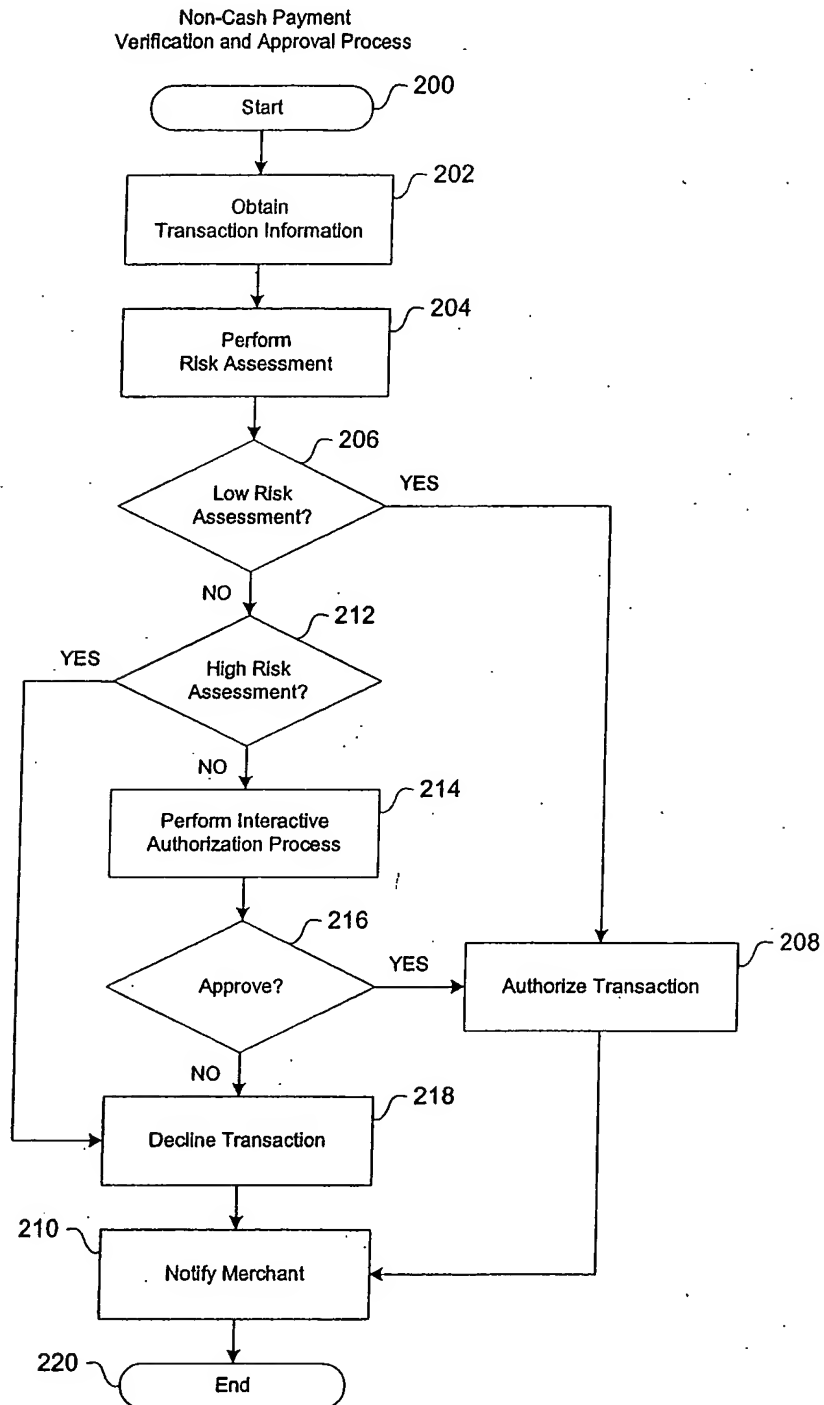 Non-Cash Payment
Verification and Approval Process
Start
200
Obtain
Transaction Information
202
Perform
Risk Assessment
204
Low Risk
Assessment?
206
YES
NO
High Risk
Assessment?
212
YES
NO
Perform Interactive
Authorization Process
214
Approve?
216
YES
Authorize Transaction
208
NO
Decline Transaction
218
Notify Merchant
210
End
220